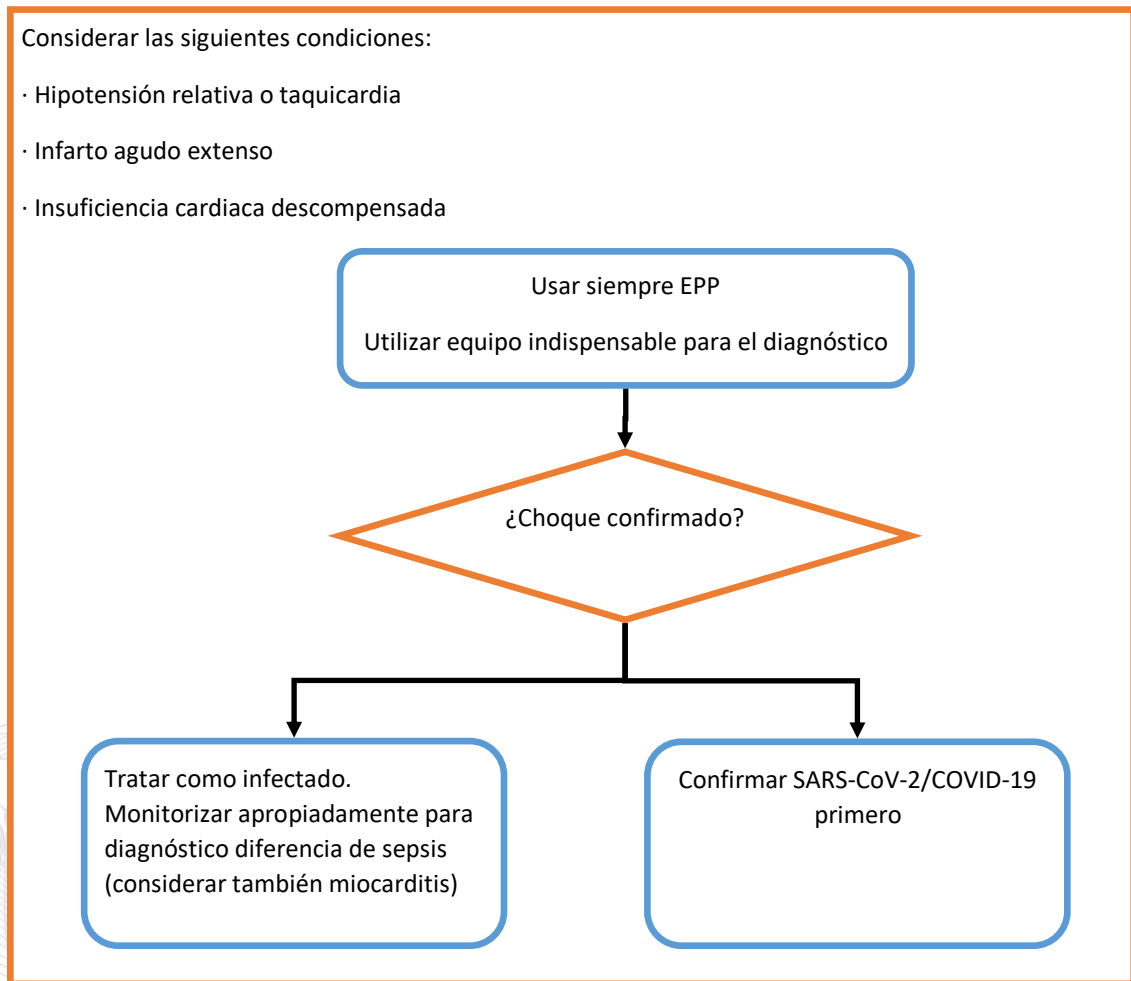 Considerar las siguientes condiciones:
· Hipotensión relativa o taquicardia
· Infarto agudo extenso
· Insuficiencia cardiaca descompensada
Usar siempre EPP
Utilizar equipo indispensable para el diagnóstico
¿Choque confirmado?
Tratar como infectado.
Monitorizar apropiadamente para
diagnóstico diferencia de sepsis
(considerar también miocarditis)
Confirmar SARS-CoV-2/COVID-19
primero